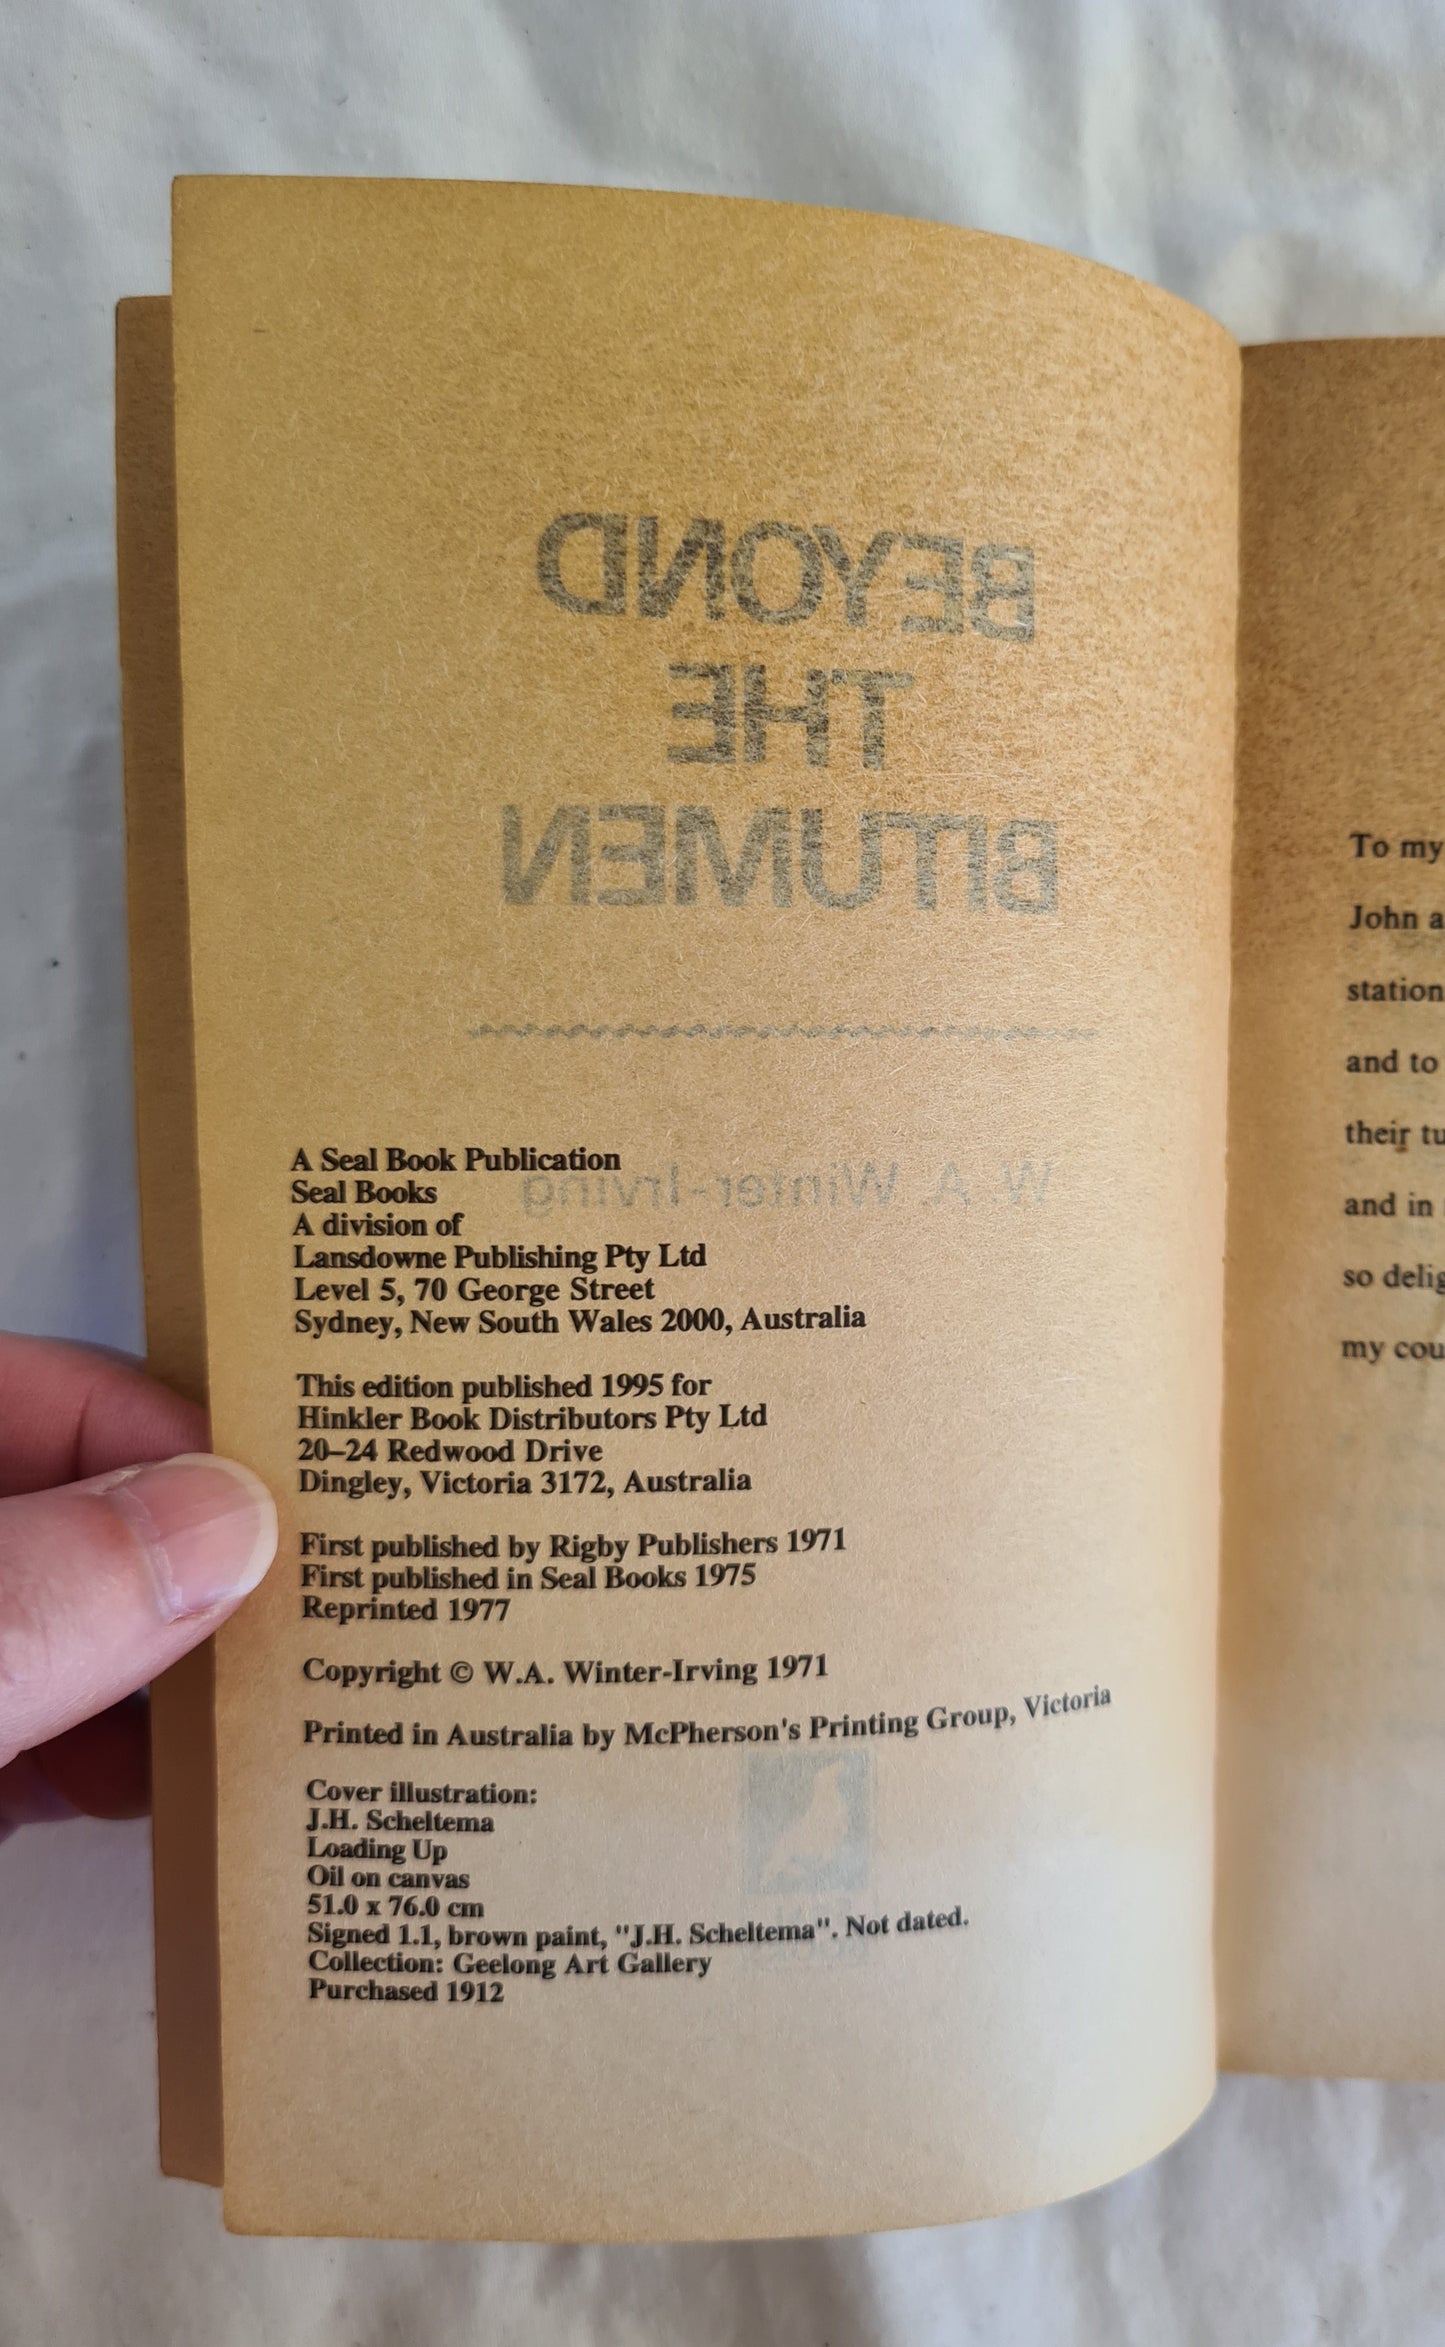 BEYOND
THE
BITUMEN
W. A. Winter-Irving
A Seal Book Publication
Seal Books
A division of
Lansdowne Publishing Pty Ltd
Level 5, 70 George Street
Sydney, New South Wales 2000, Australia
This edition published 1995 for
Hinkler Book Distributors Pty Ltd
20–24 Redwood Drive
Dingley, Victoria 3172, Australia
First published by Rigby Publishers 1971
First published in Seal Books 1975
Reprinted 1977
Copyright © W.A. Winter-Irving 1971
Printed in Australia by McPherson's Printing Group, Victoria
Cover illustration:
J.H. Scheltema
Loading Up
Oil on canvas
51.0 x 76.0 cm
Signed 1.1, brown paint, "J.H. Scheltema". Not dated.
Collection: Geelong Art Gallery
Purchased 1912
To my
John
station
and to
their
and in
so
my